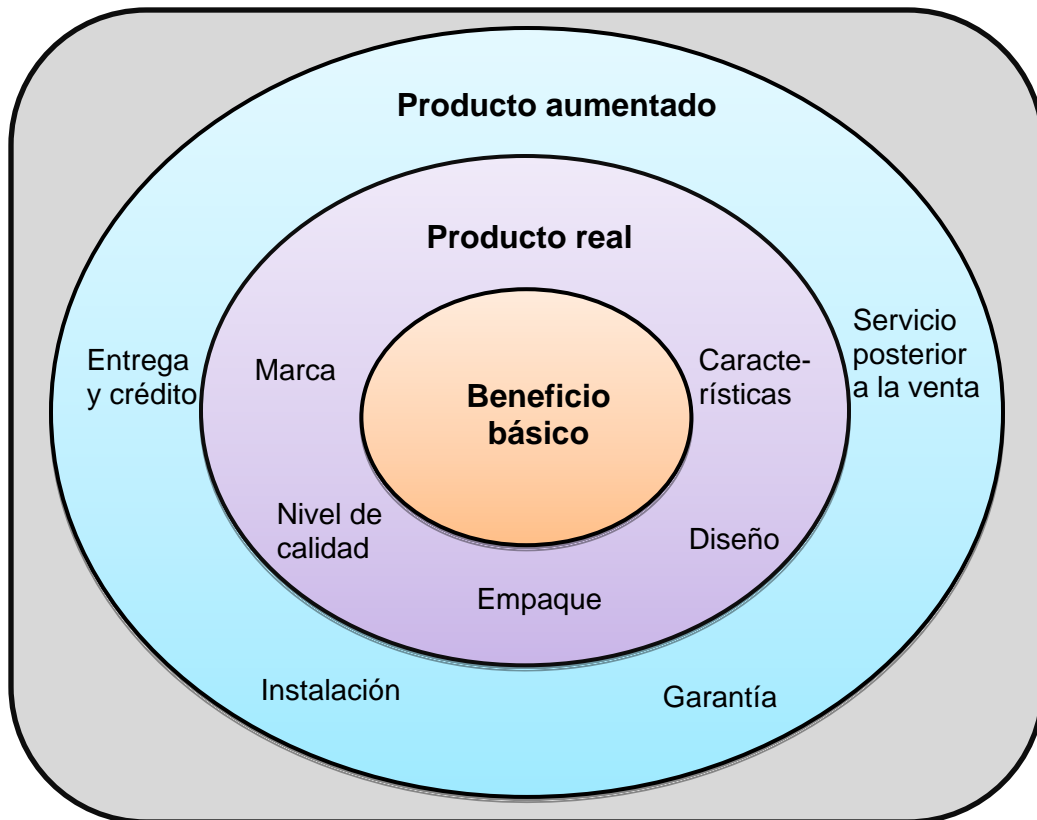 Producto aumentado
Producto real
Beneficio
básico
Entrega
y crédito
Marca
Caracte-
rísticas
Servicio
posterior
a la venta
Nivel de
calidad
Diseño
Empaque
Instalación
Garantía